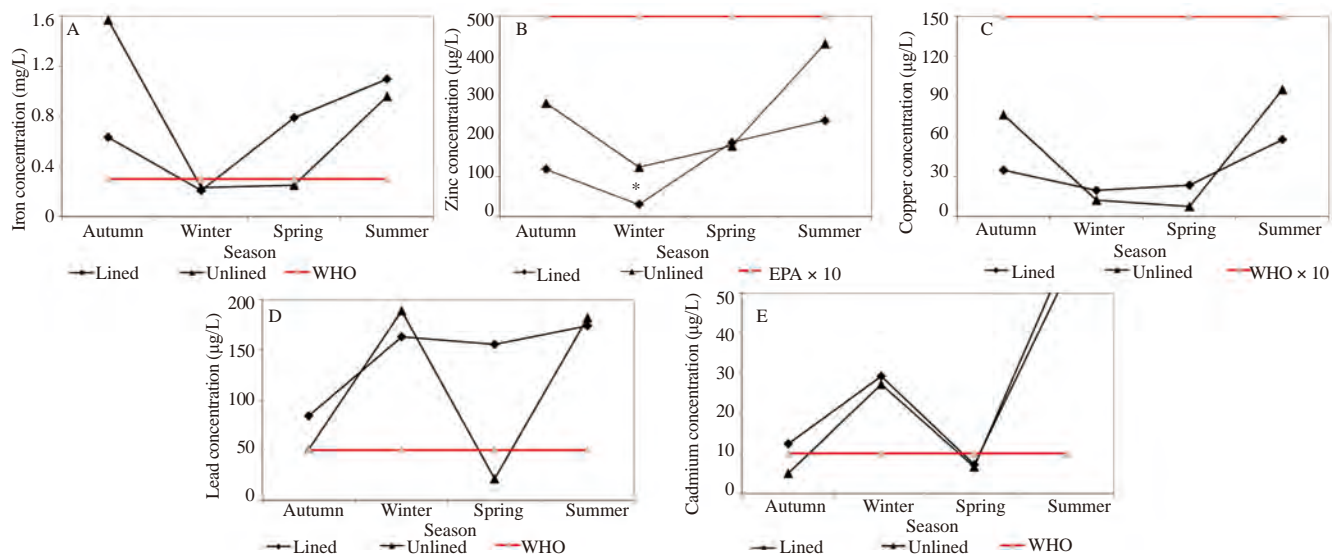 A
Iron concentration (mg/L)
1.6
1.2
0.8
0.4
0
Autumn Winter Spring Summer
Season
Lined Unlined WHO
B
Zinc concentration (µg/L)
500
400
300
200
100
0
*
Autumn Winter Spring Summer
Season
Lined Unlined EPA × 10
C
Copper concentration (µg/L)
150
90
60
30
0
Autumn Winter Spring Summer
Season
Lined Unlined WHO × 10
D
Lead concentration (µg/L)
200
150
100
50
0
Autumn Winter Spring Summer
Season
Lined Unlined WHO
E
Cadmium concentration (µg/L)
50
40
30
20
10
0
Autumn Winter Spring Summer
Season
Lined Unlined WHO